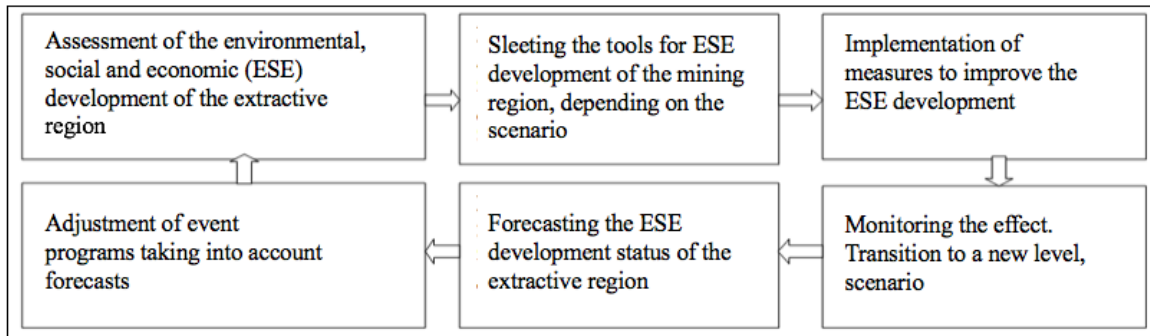 Assessment of the environmental,
social and economic (ESE)
development of the extractive
region
Sleeting the tools for ESE
development of the mining
region, depending on the
scenario
Implementation of
measures to improve the
ESE development
Adjustment of event
programs taking into account
forecasts
Forecasting the ESE
development status of the
extractive region
Monitoring the effect.
Transition to a new level,
scenario